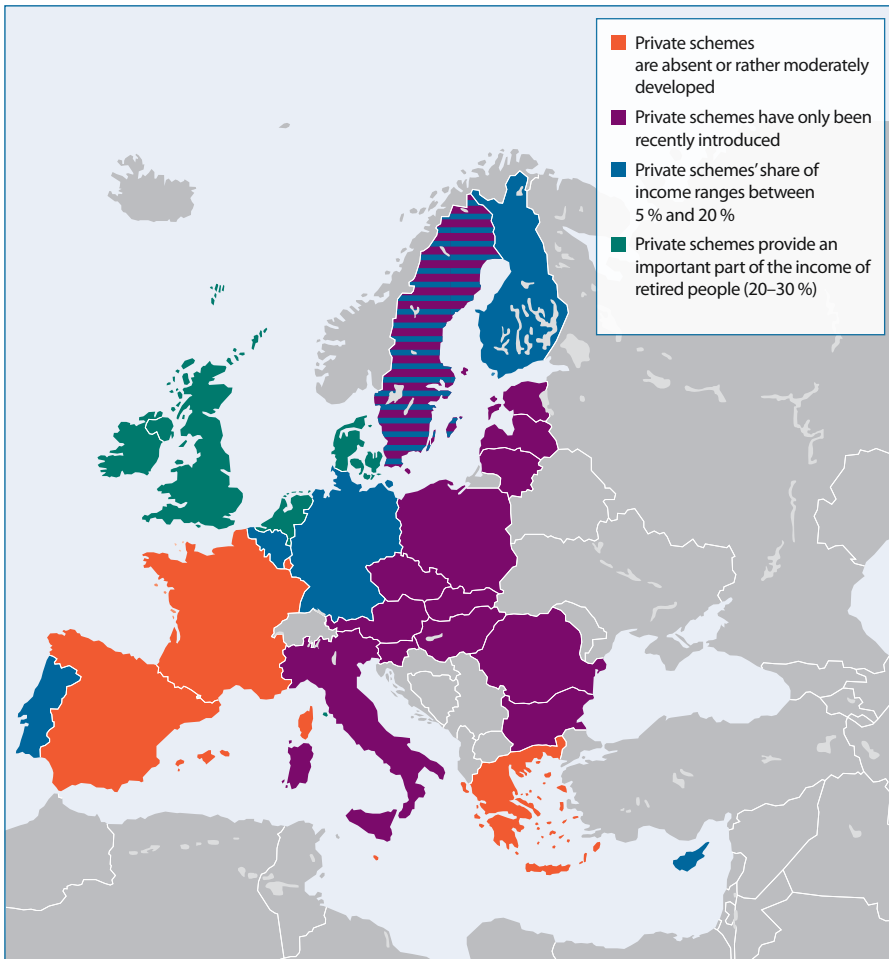 Private schemes
are absent or rather moderately
developed
Private schemes have only been
recently introduced
Private schemes’ share of
income ranges between
5 % and 20 %
Private schemes provide an
important part of the income of
retired people (20–30 %)